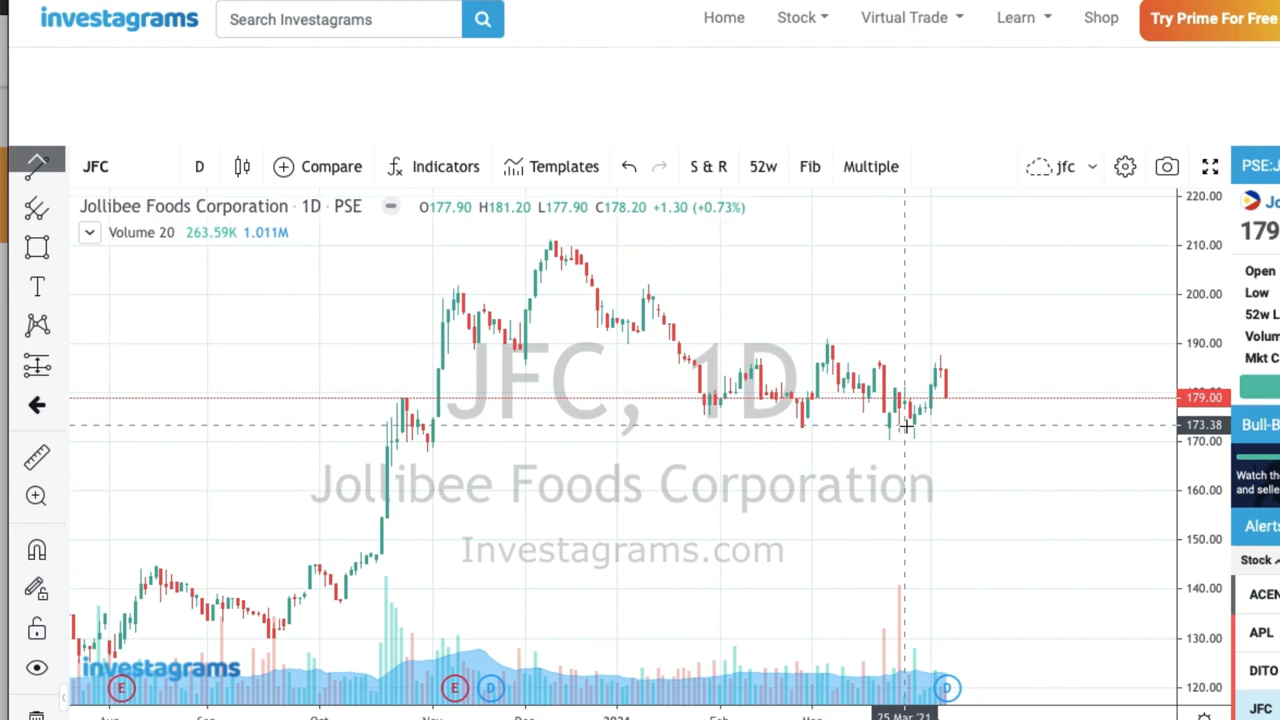 investagrams
Search Investagrams
Home
Stock
Virtual Trade
Learn
Shop
Try Prime For Free
JFC
D
Compare
Indicators
Templates
S & R
52w
Fib
Multiple
jfc
PSE:J
Jollibee Foods Corporation · 1D · PSE
O177.90 H181.20 L177.90 C178.20 +1.30 (+0.73%)
Volume 20 263.59K 1.011M
220.00
210.00
200.00
190.00
179.00
173.38
170.00
160.00
150.00
140.00
130.00
120.00
JFC, 1D
Jollibee Foods Corporation
Investagrams.com
investagrams
E
E
D
D
Oct
2021
25 Mar '21
Jo
179
Open
Low
52w L
Volum
Mkt C
Bull-B
Watch the
and selle
Alerts
Stock
ACEN
APL
DITO
JFC